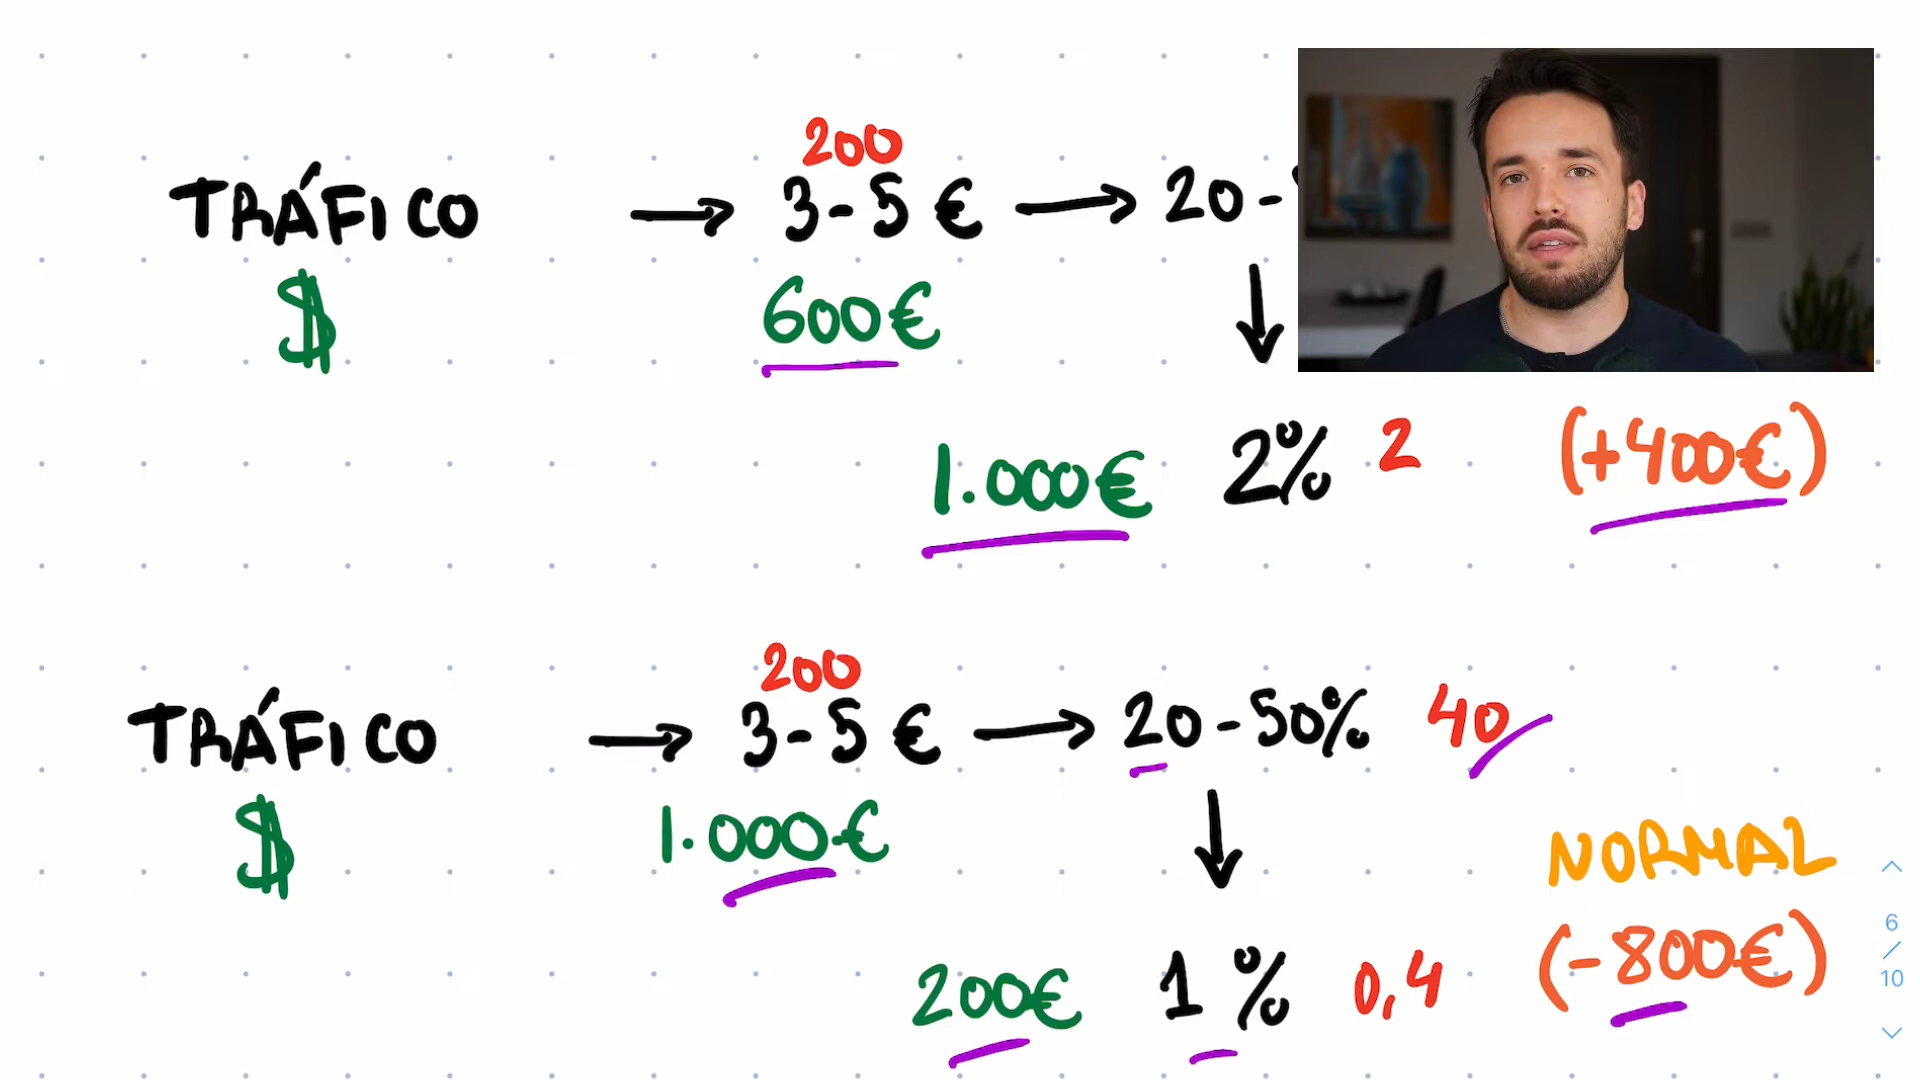 200
TRÁFICO → 3-5 € → 20-
$ 600€
↓
1.000€ 2% 2 (+400€)
200
TRÁFICO → 3-5 € → 20-50% 40
$ 1.000€
↓
NORMAL
200€ 1% 0,4 (-800€)
6
/
10